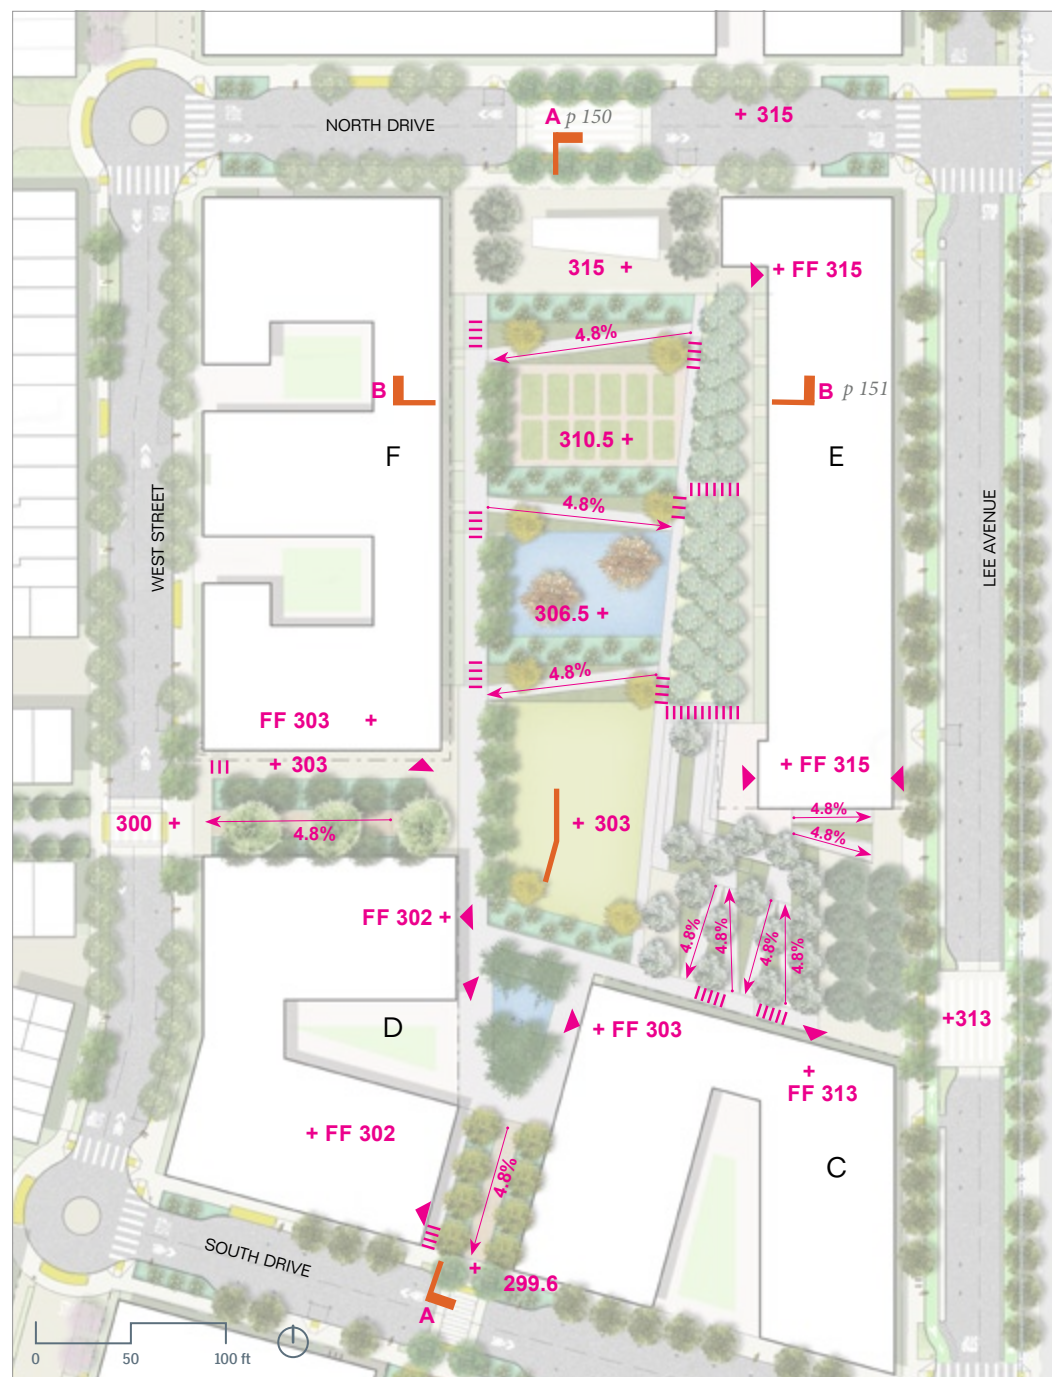 NORTH DRIVE
A p 150
+ 315
315 +
+ FF 315
4.8%
B
B p 151
310.5 +
F
E
4.8%
WEST STREET
LEE AVENUE
306.5 +
4.8%
FF 303 +
+ 303
+ FF 315
300 +
4.8%
+ 303
4.8%
4.8%
FF 302 +
4.8%
4.8%
4.8%
4.8%
D
+ FF 303
+313
+
FF 313
+ FF 302
4.8%
C
SOUTH DRIVE
+
299.6
A
0 50 100 ft